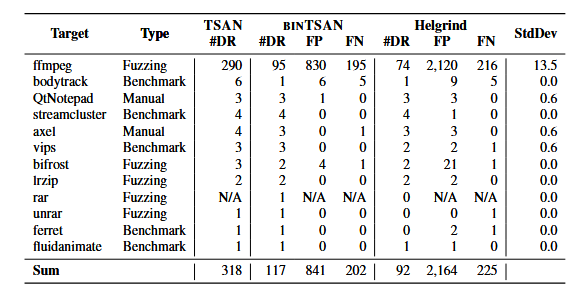 Target Type TSAN BINTSAN Helgrind StdDev
#DR #DR FP FN #DR FP FN
ffmpeg Fuzzing 290 95 830 195 74 2,120 216 13.5
bodytrack Benchmark 6 1 6 5 1 9 5 0.0
QtNotepad Manual 3 3 1 0 3 3 0 0.6
streamcluster Benchmark 4 4 0 0 4 1 0 0.0
axel Manual 4 3 0 1 3 3 0 0.6
vips Benchmark 3 3 0 0 2 2 1 0.6
bifrost Fuzzing 3 2 4 1 2 21 1 0.0
lrzip Fuzzing 2 2 0 0 2 2 0 0.0
rar Fuzzing N/A 1 N/A N/A 0 N/A N/A 0.0
unrar Fuzzing 1 1 0 0 0 0 1 0.0
ferret Benchmark 1 1 0 0 0 2 1 0.0
fluidanimate Benchmark 1 1 0 0 1 1 0 0.0
Sum 318 117 841 202 92 2,164 225